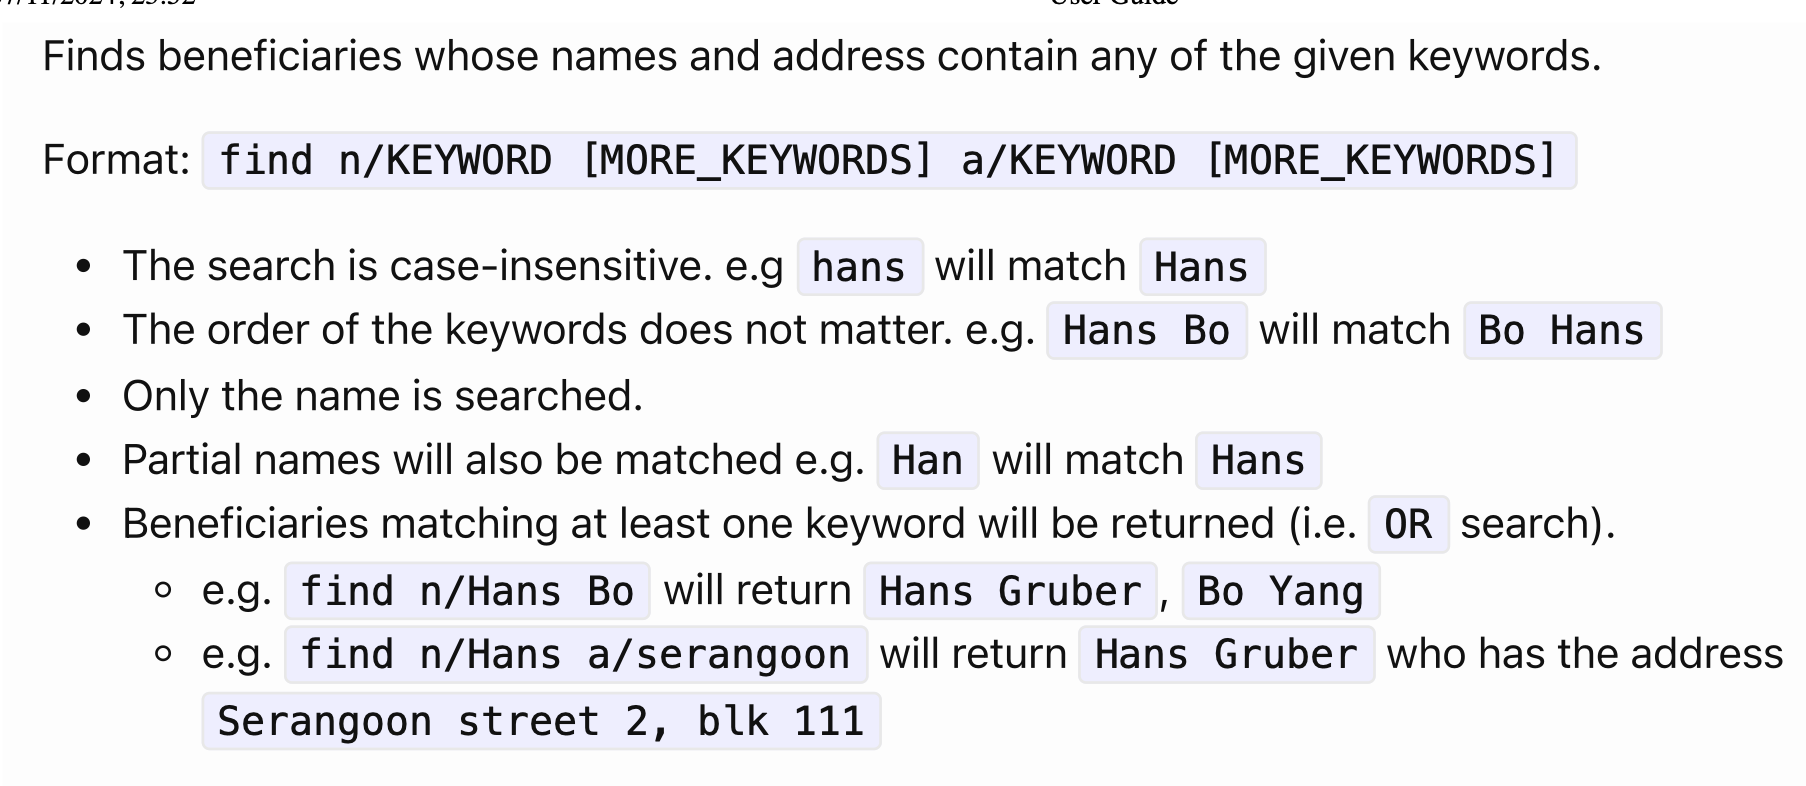 User Guide
Finds beneficiaries whose names and address contain any of the given keywords.
Format: find n/KEYWORD [MORE_KEYWORDS] a/KEYWORD [MORE_KEYWORDS]
• The search is case-insensitive. e.g hans will match Hans
• The order of the keywords does not matter. e.g. Hans Bo will match Bo Hans
• Only the name is searched.
• Partial names will also be matched e.g. Han will match Hans
• Beneficiaries matching at least one keyword will be returned (i.e. OR search).
◦ e.g. find n/Hans Bo will return Hans Gruber, Bo Yang
◦ e.g. find n/Hans a/serangoon will return Hans Gruber who has the address
Serangoon street 2, blk 111